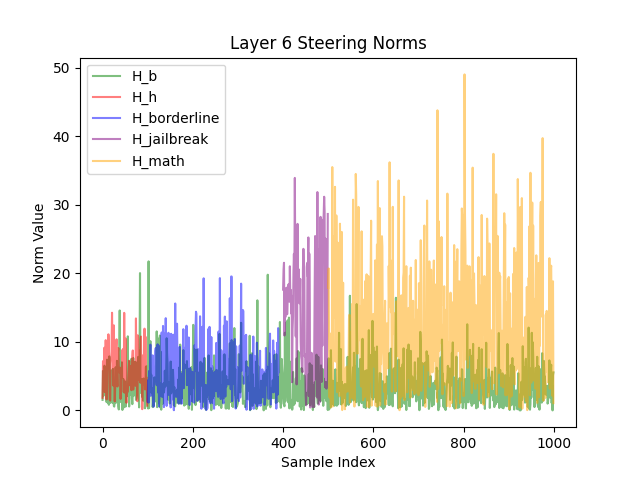 Layer 6 Steering Norms
H_b
H_h
H_borderline
H_jailbreak
H_math
50
40
30
20
10
0
Norm Value
0 200 400 600 800 1000
Sample Index